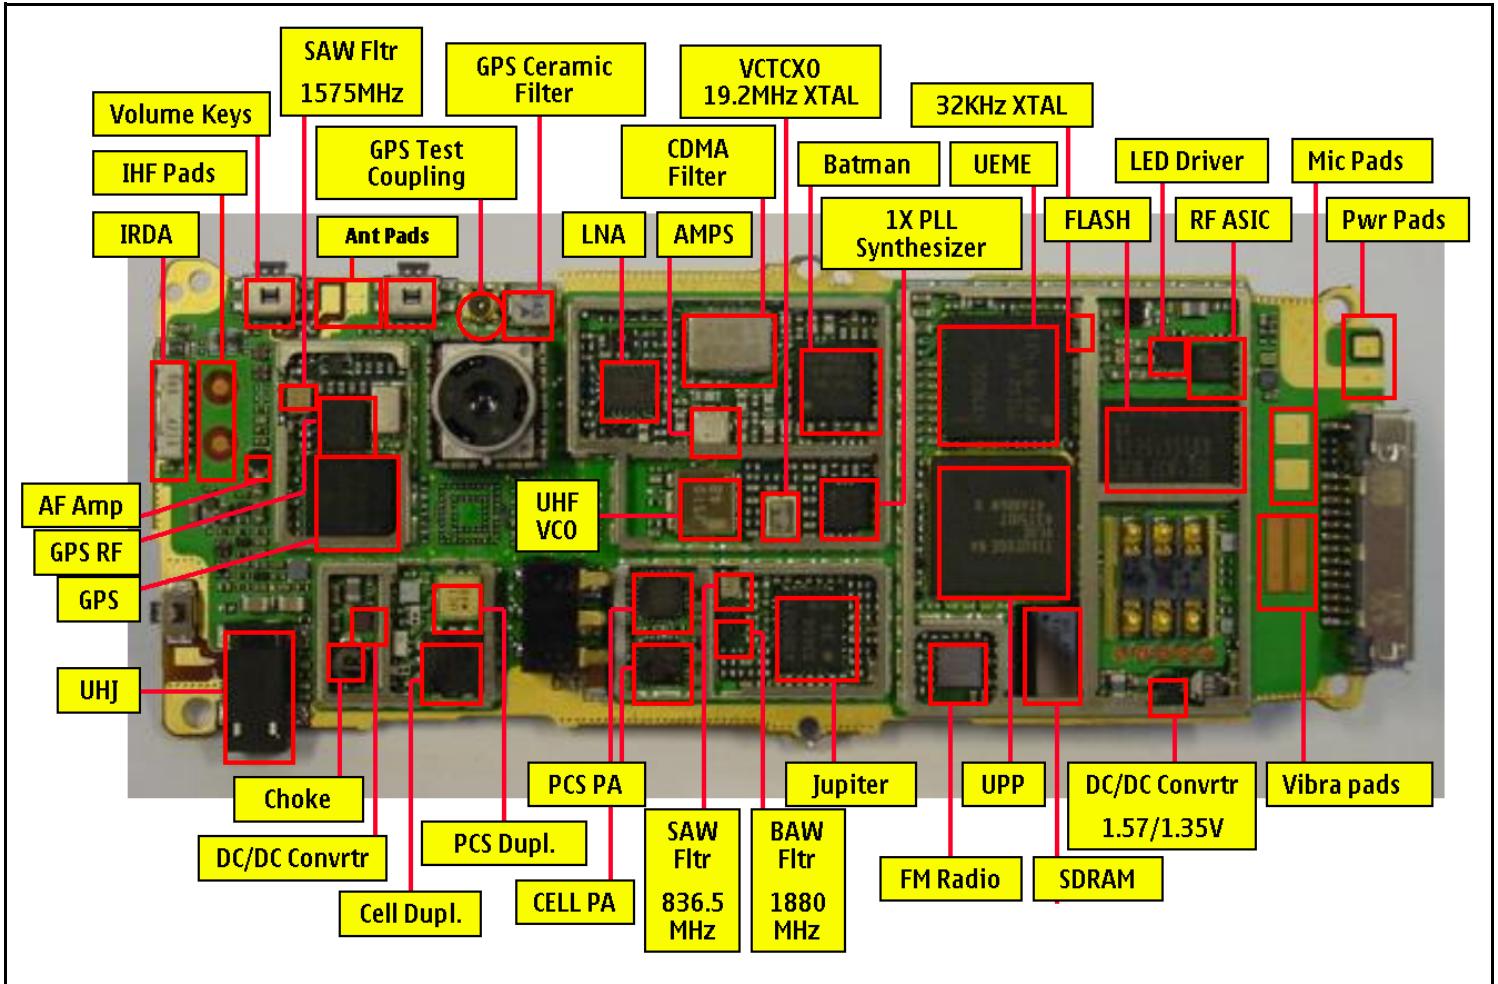 SAW Fltr
1575MHz
GPS Ceramic
Filter
VCTCXO
19.2MHz XTAL
32KHz XTAL
Volume Keys
GPS Test
Coupling
CDMA
Filter
Batman
UEME
LED Driver
Mic Pads
IHF Pads
IRDA
Ant Pads
LNA
AMPS
1X PLL
Synthesizer
FLASH
RF ASIC
Pwr Pads
AF Amp
GPS RF
GPS
UHF
VCO
UHJ
Choke
PCS PA
Jupiter
UPP
DC/DC Convrtr
1.57/1.35V
Vibra pads
DC/DC Convrtr
PCS Dupl.
SAW
Fltr
836.5
MHz
BAW
Fltr
1880
MHz
FM Radio
SDRAM
Cell Dupl.
CELL PA